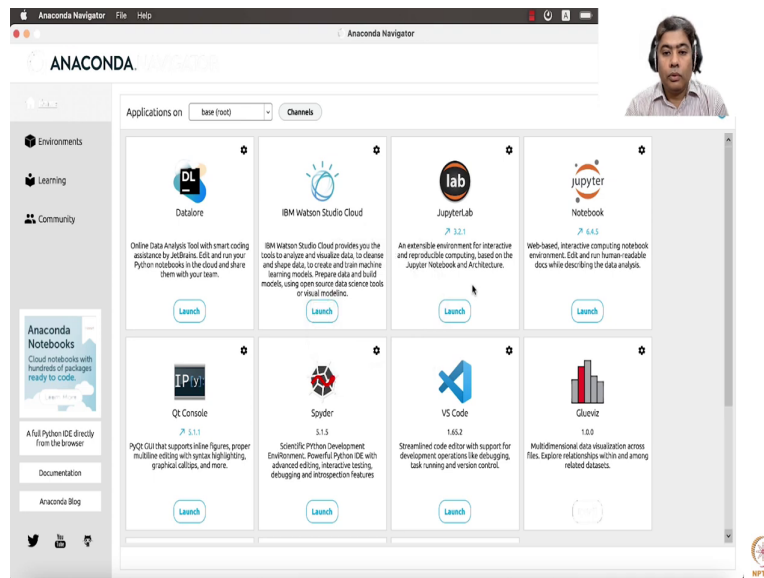 Anaconda Navigator File Help
A
Anaconda Navigator
ANACONDA.
Applications on base (root) Channels
Environments
Learning
Community
DL
Datalore
Online Data Analysis Tool with smart coding
assistance by JetBrains. Edit and run your
Python notebooks in the cloud and share
them with your team.
Launch
IBM Watson Studio Cloud
IBM Watson Studio Cloud provides you the
tools to analyze and visualize data, to cleanse
and shape data, to create and train machine
learning models. Prepare data and build
models, using open source data science tools
or visual modeling.
Launch
lab
JupyterLab
3.2.1
An extensible environment for interactive
and reproducible computing, based on the
Jupyter Notebook and Architecture.
Launch
jupyter
Notebook
6.4.5
Web-based, interactive computing notebook
environment. Edit and run human-readable
docs while describing the data analysis.
Launch
Anaconda
Notebooks
Cloud notebooks with
hundreds of packages
ready to code.
A full Python IDE directly
from the browser
Documentation
Anaconda Blog
You
Tube
IP[y]:
Qt Console
5.1.1
PyQt GUI that supports inline figures, proper
multiline editing with syntax highlighting,
graphical calltips, and more.
Launch
Spyder
5.1.5
Scientific PYthon Development
EnviRonment. Powerful Python IDE with
advanced editing, interactive testing,
debugging and introspection features
Launch
VS Code
1.65.2
Streamlined code editor with support for
development operations like debugging,
task running and version control.
Launch
Glueviz
1.0.0
Multidimensional data visualization across
files. Explore relationships within and among
related datasets.